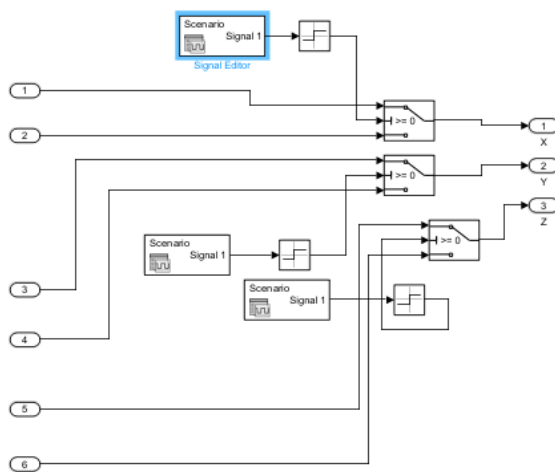 Scenario
Signal 1
Signal Editor
1
>= 0
1
X
2
>= 0
2
Y
3
Z
>= 0
Scenario
Signal 1
Scenario
Signal 1
3
4
5
6